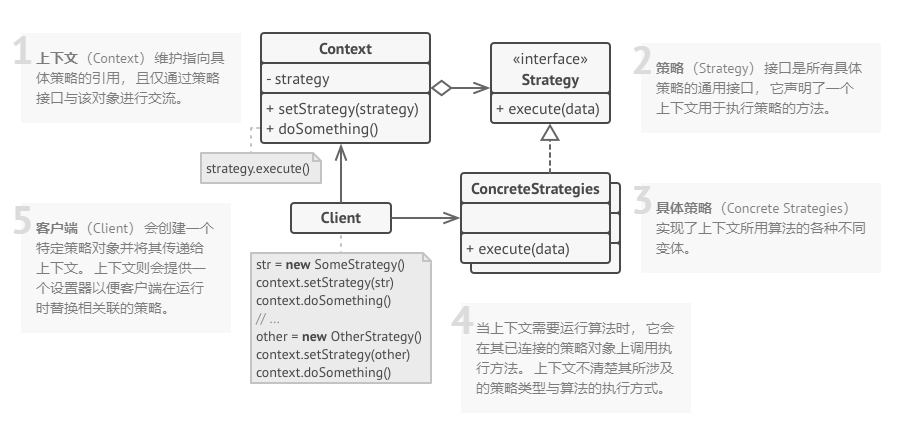 1
上下文 （Context） 维护指向具
体策略的引用， 且仅通过策略
接口与该对象进行交流。
Context
- strategy
+ setStrategy(strategy)
+ doSomething()
strategy.execute()
«interface»
Strategy
+ execute(data)
2
策略 （Strategy） 接口是所有具体
策略的通用接口， 它声明了一个
上下文用于执行策略的方法。
ConcreteStrategies
+ execute(data)
3
具体策略 （Concrete Strategies）
实现了上下文所用算法的各种不同
变体。
Client
str = new SomeStrategy()
context.setStrategy(str)
context.doSomething()
// ...
other = new OtherStrategy()
context.setStrategy(other)
context.doSomething()
4
当上下文需要运行算法时， 它会
在其已连接的策略对象上调用执
行方法。 上下文不清楚其所涉及
的策略类型与算法的执行方式。
5
客户端 （Client） 会创建一个
特定策略对象并将其传递给
上下文。 上下文则会提供一
个设置器以便客户端在运行
时替换相关联的策略。